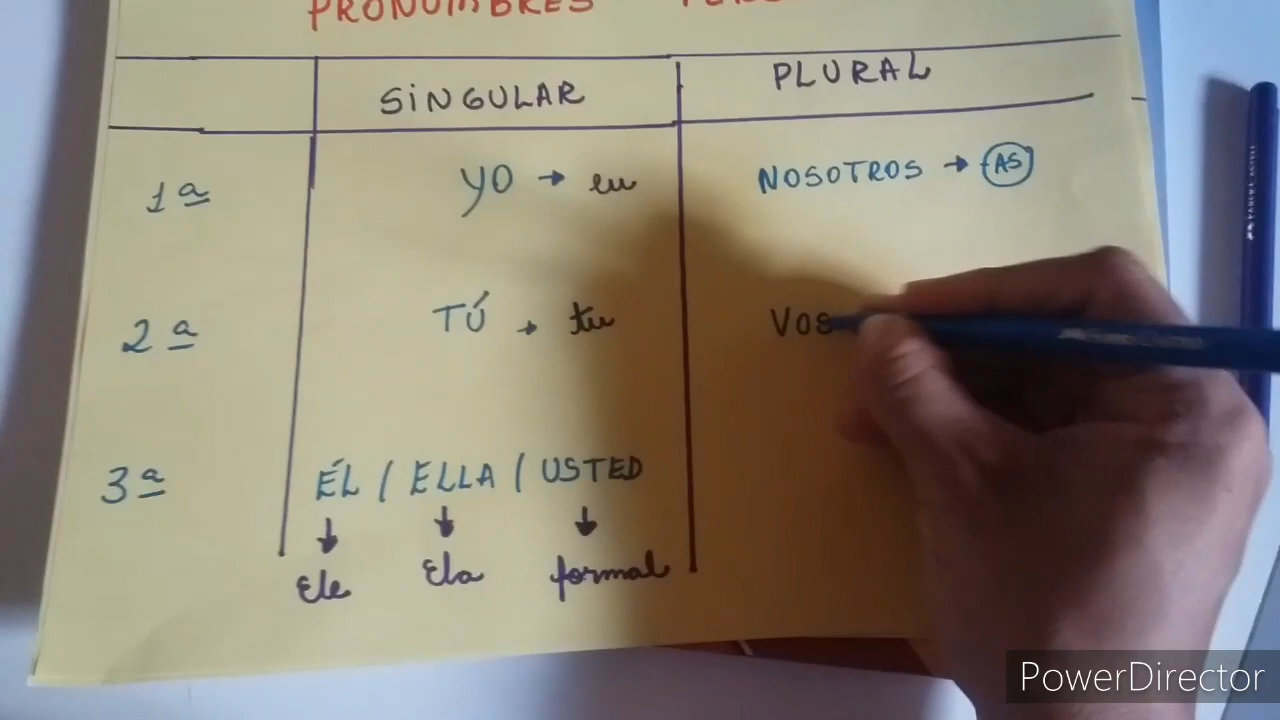 PRONOMBRES
SINGULAR PLURAL
1ª YO → eu NOSOTROS → AS
2ª TÚ → tu VOS
3ª ÉL / ELLA / USTED
Ele Ela formal
PowerDirector